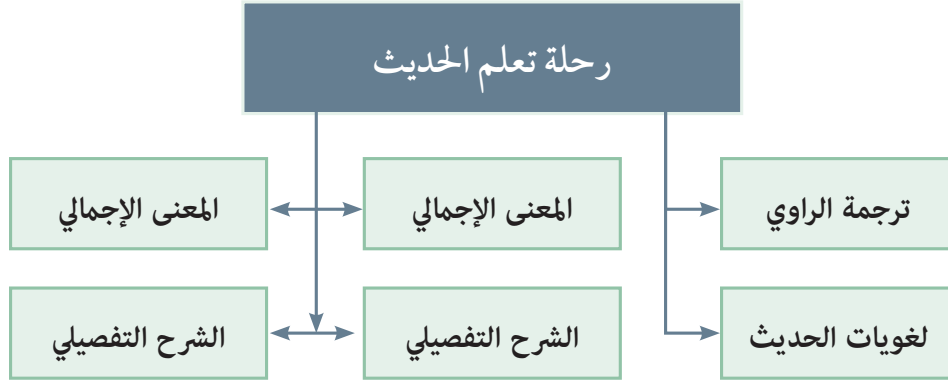 رحلة تعلم الحديث
ترجمة الراوي
المعنى الإجمالي
المعنى الإجمالي
لغويات الحديث
الشرح التفصيلي
الشرح التفصيلي